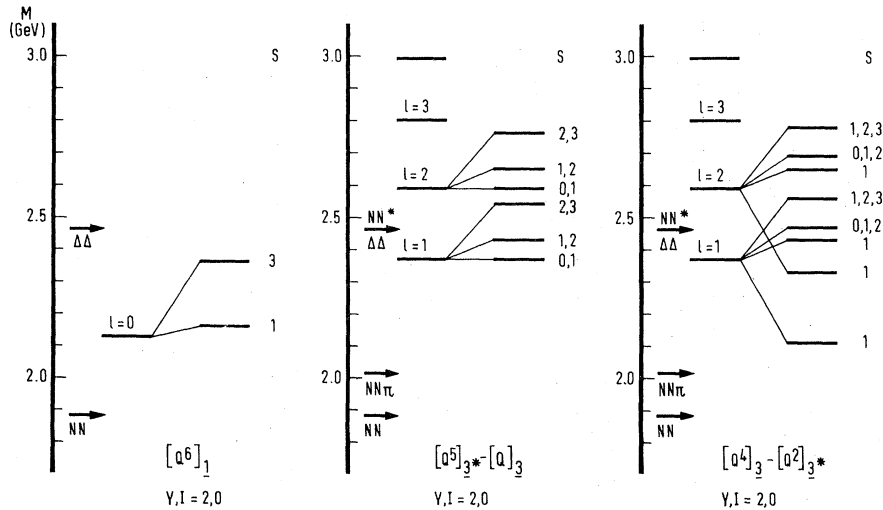 M
(GeV)
3.0
S
2.5
ΔΔ
3
l=0
1
2.0
NN
[Q⁶]₁
Y,I = 2,0
3.0
S
l=3
2,3
l=2
1,2
0,1
2,3
NN*
2.5
ΔΔ
l=1
1,2
0,1
2.0
NNπ
NN
[Q⁵]₃*-[Q]₃
Y,I = 2,0
3.0
S
l=3
1,2,3
0,1,2
l=2
1
1,2,3
NN*
2.5
ΔΔ
l=1
0,1,2
1
1
1
2.0
NNπ
NN
[Q⁴]₃-[Q²]₃*
Y,I = 2,0